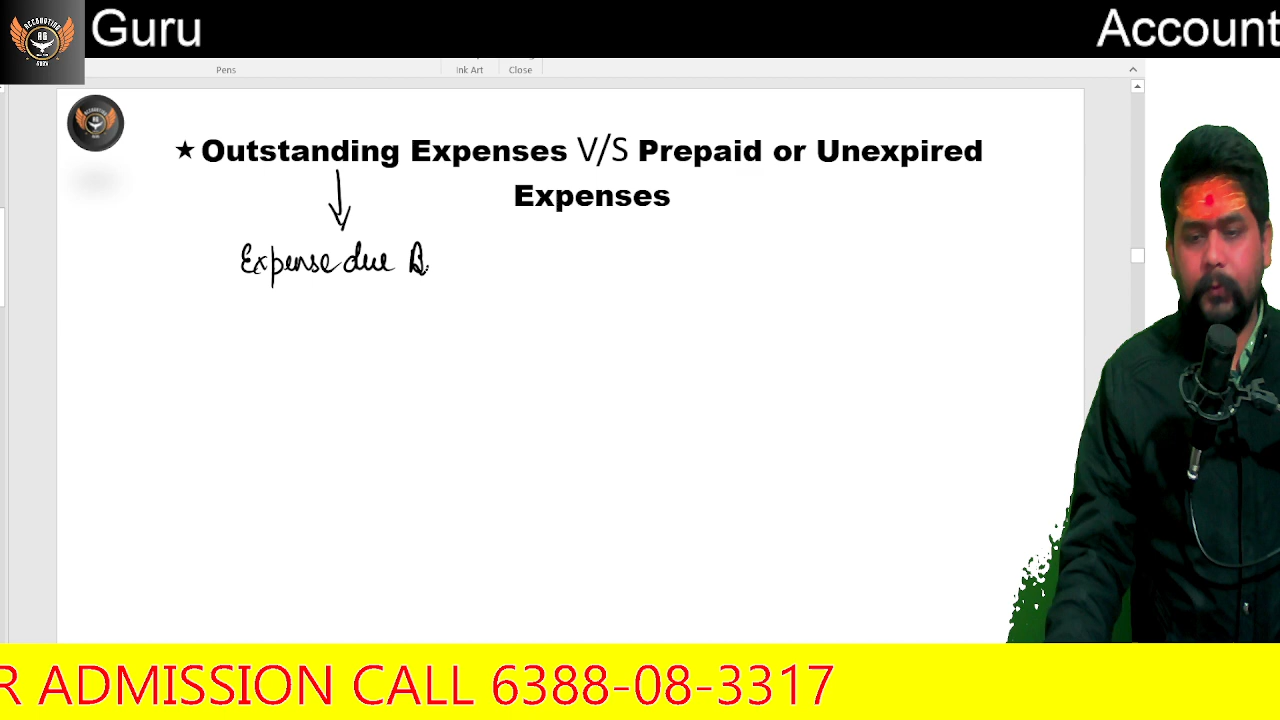 Guru
Account
Pens
Ink Art
Close
★ Outstanding Expenses V/S Prepaid or Unexpired
Expenses
Expense due B
R ADMISSION CALL 6388-08-3317